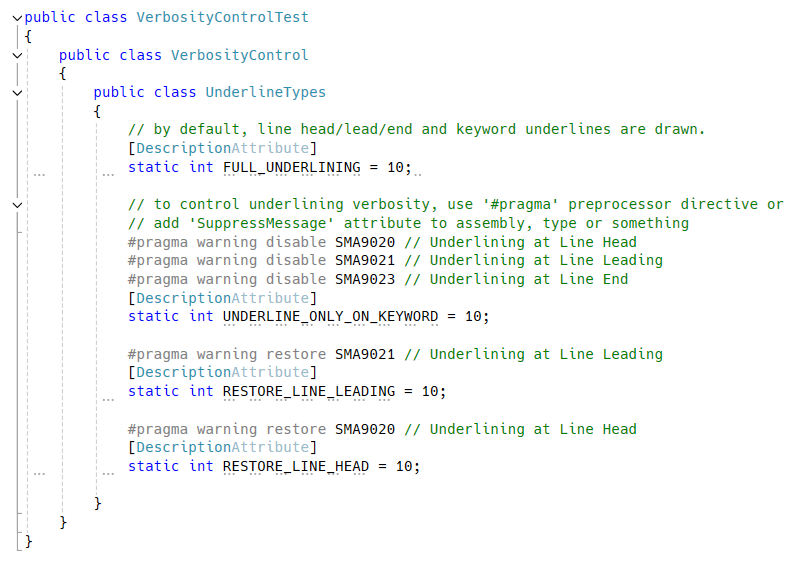 public class VerbosityControlTest
{
    public class VerbosityControl
    {
        public class UnderlineTypes
        {
            // by default, line head/lead/end and keyword underlines are drawn.
            [DescriptionAttribute]
            static int FULL_UNDERLINING = 10;

            // to control underlining verbosity, use '#pragma' preprocessor directive or
            // add 'SuppressMessage' attribute to assembly, type or something
            #pragma warning disable SMA9020 // Underlining at Line Head
            #pragma warning disable SMA9021 // Underlining at Line Leading
            #pragma warning disable SMA9023 // Underlining at Line End
            [DescriptionAttribute]
            static int UNDERLINE_ONLY_ON_KEYWORD = 10;

            #pragma warning restore SMA9021 // Underlining at Line Leading
            [DescriptionAttribute]
            static int RESTORE_LINE_LEADING = 10;

            #pragma warning restore SMA9020 // Underlining at Line Head
            [DescriptionAttribute]
            static int RESTORE_LINE_HEAD = 10;

        }
    }
}